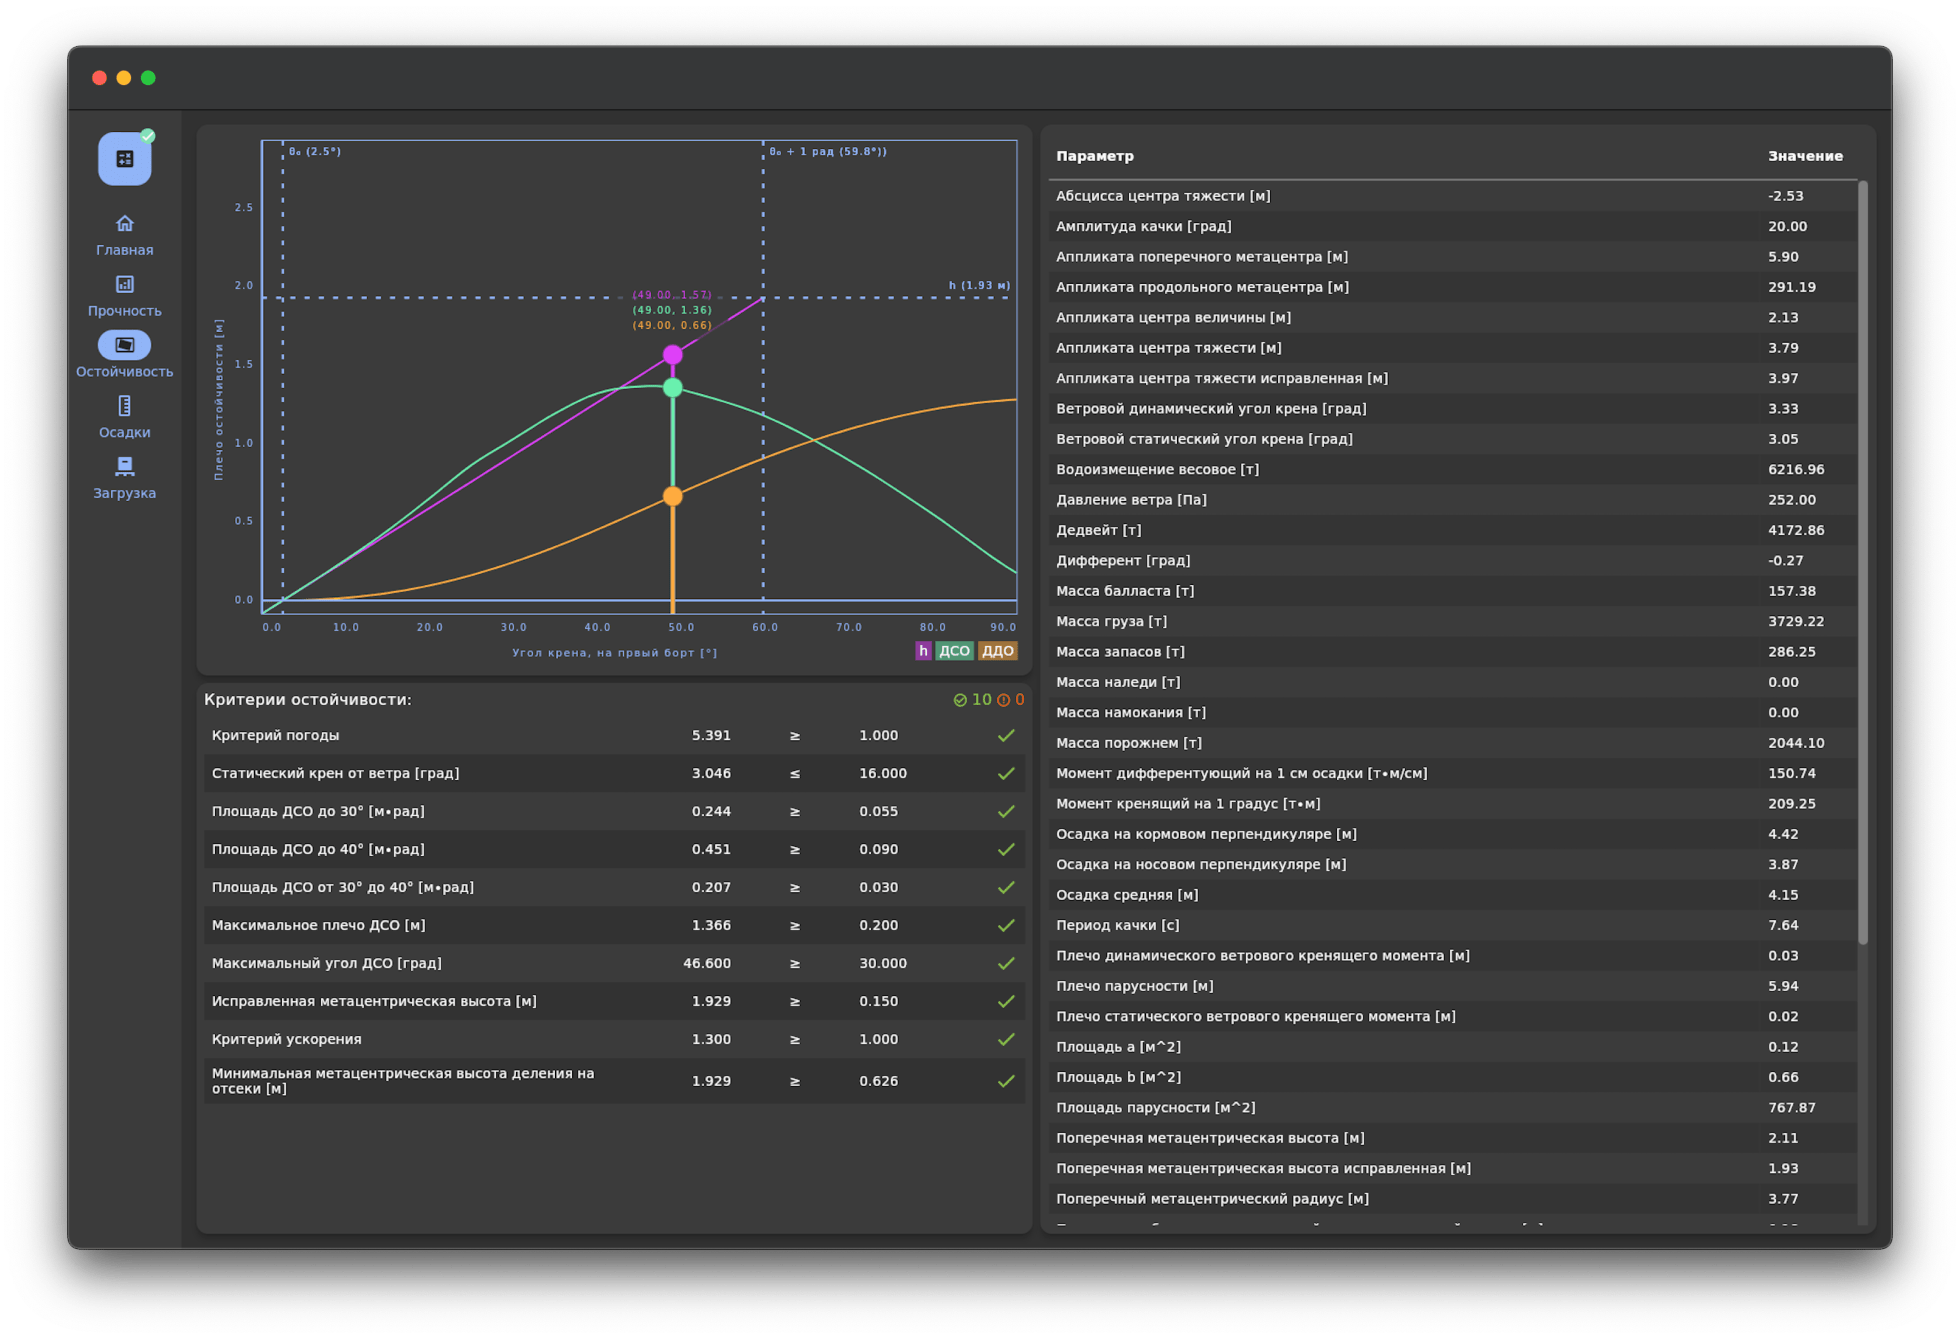 Главная
Прочность
Остойчивость
Осадки
Загрузка
θ₀ (2.5°)
θ₀ + 1 рад (59.8°))
2.5
2.0
1.5
1.0
0.5
0.0
Плечо остойчивости [м]
h (1.93 м)
(49.00, 1.57)
(49.00, 1.36)
(49.00, 0.66)
0.0 10.0 20.0 30.0 40.0 50.0 60.0 70.0 80.0 90.0
Угол крена, на првый борт [°]
h ДСО ДДО
Критерии остойчивости: 10 0
Критерий погоды 5.391 ≥ 1.000
Статический крен от ветра [град] 3.046 ≤ 16.000
Площадь ДСО до 30° [м•рад] 0.244 ≥ 0.055
Площадь ДСО до 40° [м•рад] 0.451 ≥ 0.090
Площадь ДСО от 30° до 40° [м•рад] 0.207 ≥ 0.030
Максимальное плечо ДСО [м] 1.366 ≥ 0.200
Максимальный угол ДСО [град] 46.600 ≥ 30.000
Исправленная метацентрическая высота [м] 1.929 ≥ 0.150
Критерий ускорения 1.300 ≥ 1.000
Минимальная метацентрическая высота деления на
отсеки [м] 1.929 ≥ 0.626
Параметр Значение
Абсцисса центра тяжести [м] -2.53
Амплитуда качки [град] 20.00
Аппликата поперечного метацентра [м] 5.90
Аппликата продольного метацентра [м] 291.19
Аппликата центра величины [м] 2.13
Аппликата центра тяжести [м] 3.79
Аппликата центра тяжести исправленная [м] 3.97
Ветровой динамический угол крена [град] 3.33
Ветровой статический угол крена [град] 3.05
Водоизмещение весовое [т] 6216.96
Давление ветра [Па] 252.00
Дедвейт [т] 4172.86
Дифферент [град] -0.27
Масса балласта [т] 157.38
Масса груза [т] 3729.22
Масса запасов [т] 286.25
Масса наледи [т] 0.00
Масса намокания [т] 0.00
Масса порожнем [т] 2044.10
Момент дифферентующий на 1 см осадки [т•м/см] 150.74
Момент кренящий на 1 градус [т•м] 209.25
Осадка на кормовом перпендикуляре [м] 4.42
Осадка на носовом перпендикуляре [м] 3.87
Осадка средняя [м] 4.15
Период качки [с] 7.64
Плечо динамического ветрового кренящего момента [м] 0.03
Плечо парусности [м] 5.94
Плечо статического ветрового кренящего момента [м] 0.02
Площадь a [м^2] 0.12
Площадь b [м^2] 0.66
Площадь парусности [м^2] 767.87
Поперечная метацентрическая высота [м] 2.11
Поперечная метацентрическая высота исправленная [м] 1.93
Поперечный метацентрический радиус [м] 3.77